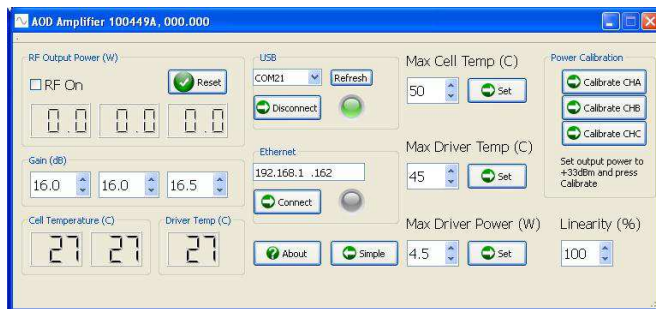 AOD Amplifier 100449A, 000.000
RF Output Power (W)
RF On
Reset
0.0 0.0 0.0
Gain (dB)
16.0 16.0 16.5
Cell Temperature (C)
27 27
Driver Temp (C)
27
USB
COM21
Refresh
Disconnect
Ethernet
192.168.1 .162
Connect
About
Simple
Max Cell Temp (C)
50
Set
Max Driver Temp (C)
45
Set
Max Driver Power (W)
4.5
Set
Power Calibration
Calibrate CHA
Calibrate CHB
Calibrate CHC
Set output power to
+33dBm and press
Calibrate
Linearity (%)
100